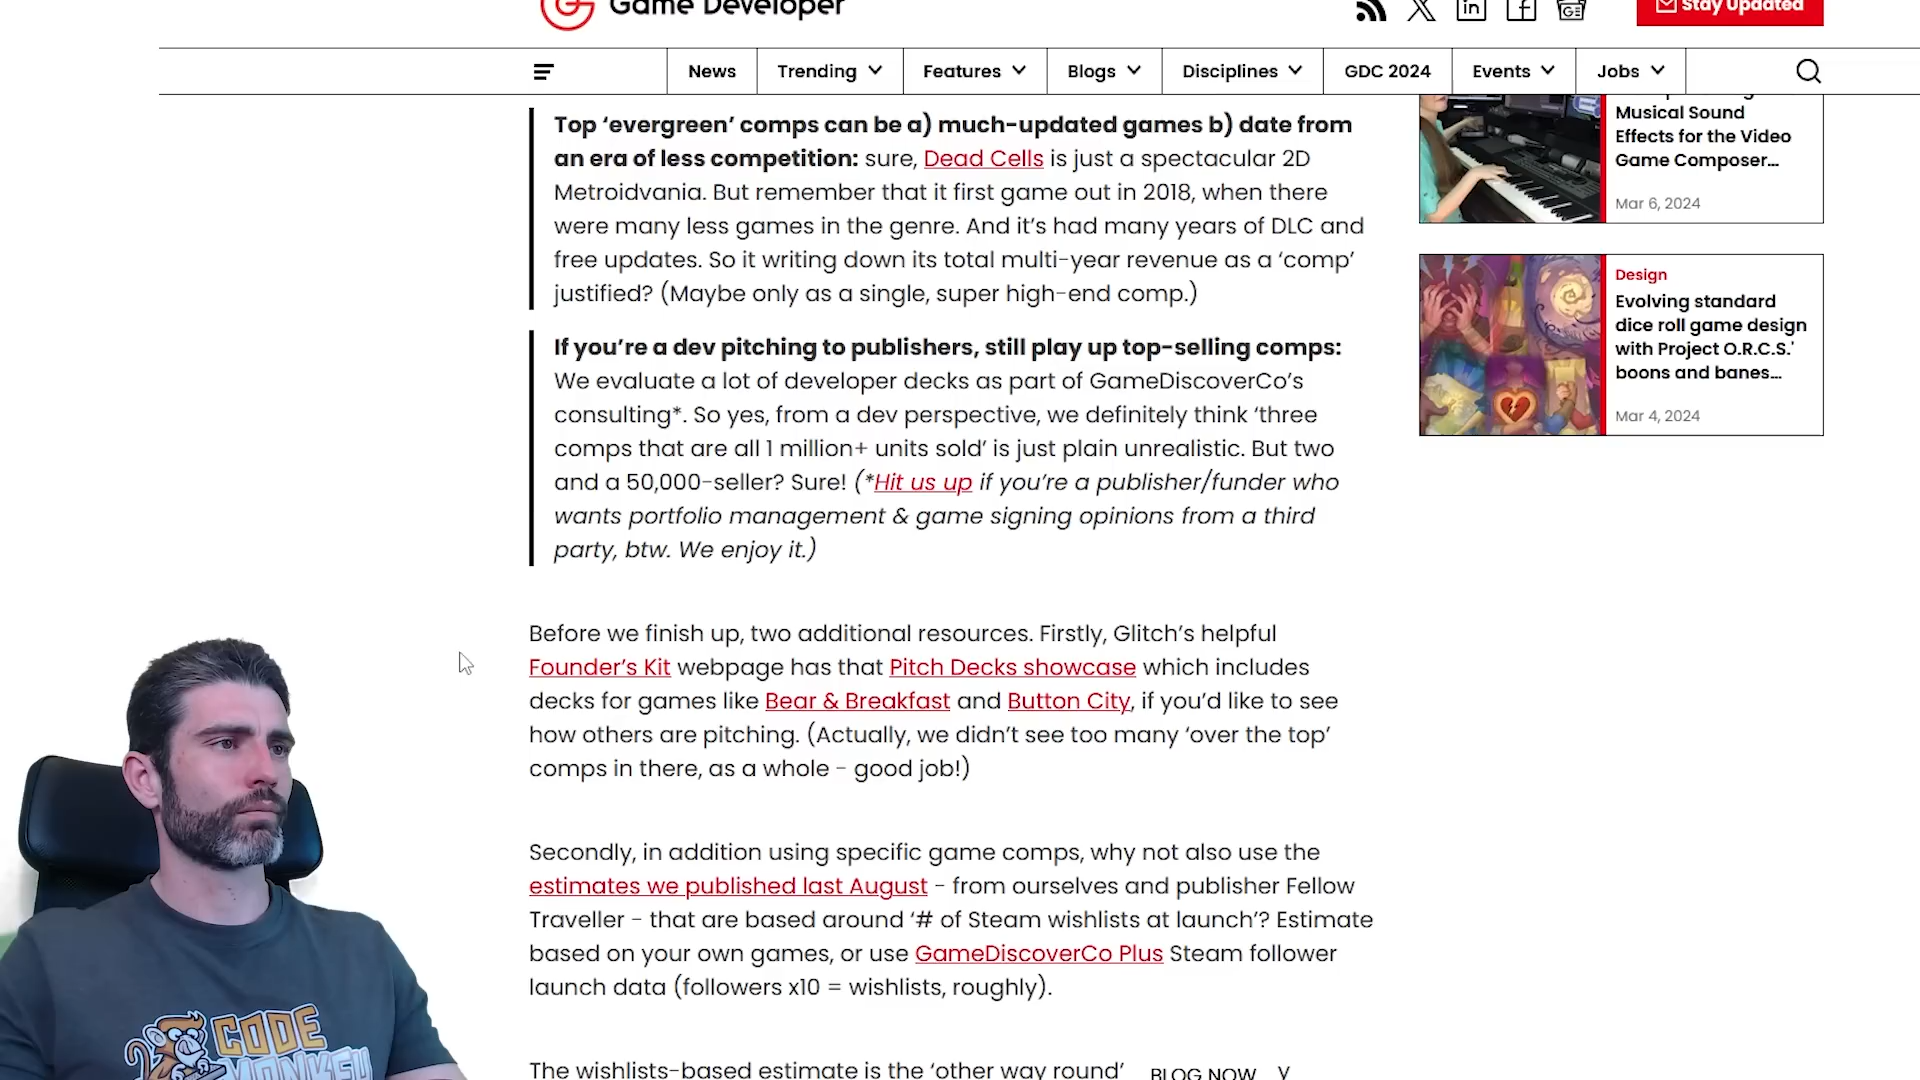 Game Developer
Stay Updated
News
Trending
Features
Blogs
Disciplines
GDC 2024
Events
Jobs
Top ‘evergreen’ comps can be a) much-updated games b) date from
an era of less competition: sure, Dead Cells is just a spectacular 2D
Metroidvania. But remember that it first game out in 2018, when there
were many less games in the genre. And it’s had many years of DLC and
free updates. So it writing down its total multi-year revenue as a ‘comp’
justified? (Maybe only as a single, super high-end comp.)
If you’re a dev pitching to publishers, still play up top-selling comps:
We evaluate a lot of developer decks as part of GameDiscoverCo’s
consulting*. So yes, from a dev perspective, we definitely think ‘three
comps that are all 1 million+ units sold’ is just plain unrealistic. But two
and a 50,000-seller? Sure! (*Hit us up if you’re a publisher/funder who
wants portfolio management & game signing opinions from a third
party, btw. We enjoy it.)
Before we finish up, two additional resources. Firstly, Glitch’s helpful
Founder’s Kit webpage has that Pitch Decks showcase which includes
decks for games like Bear & Breakfast and Button City, if you’d like to see
how others are pitching. (Actually, we didn’t see too many ‘over the top’
comps in there, as a whole - good job!)
Secondly, in addition using specific game comps, why not also use the
estimates we published last August - from ourselves and publisher Fellow
Traveller - that are based around ‘# of Steam wishlists at launch’? Estimate
based on your own games, or use GameDiscoverCo Plus Steam follower
launch data (followers x10 = wishlists, roughly).
The wishlists-based estimate is the ‘other way round’
BLOG NOW
Musical Sound
Effects for the Video
Game Composer...
Mar 6, 2024
Design
Evolving standard
dice roll game design
with Project O.R.C.S.'
boons and banes...
Mar 4, 2024
CODE
MONKEY